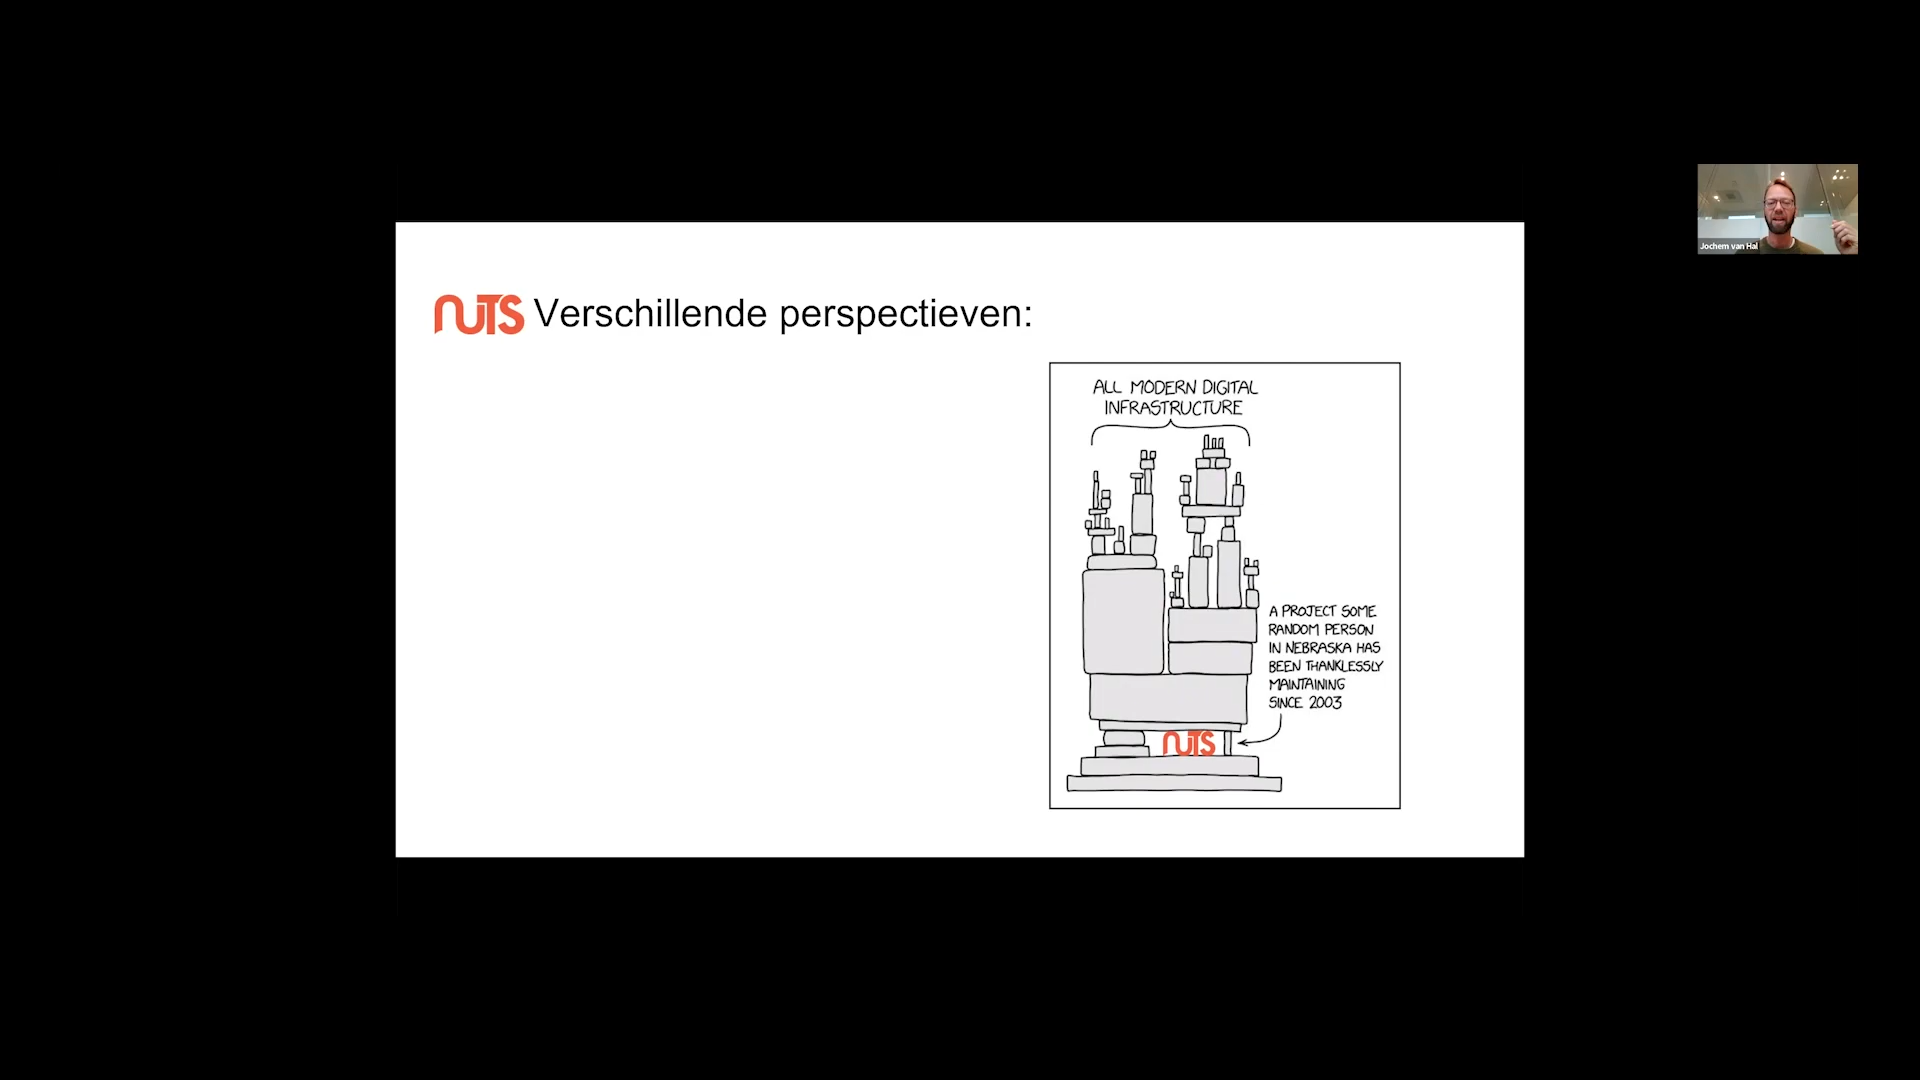 NUTS Verschillende perspectieven:
ALL MODERN DIGITAL
INFRASTRUCTURE
A PROJECT SOME
RANDOM PERSON
IN NEBRASKA HAS
BEEN THANKLESSLY
MAINTAINING
SINCE 2003
NUTS
Jochem van Hal